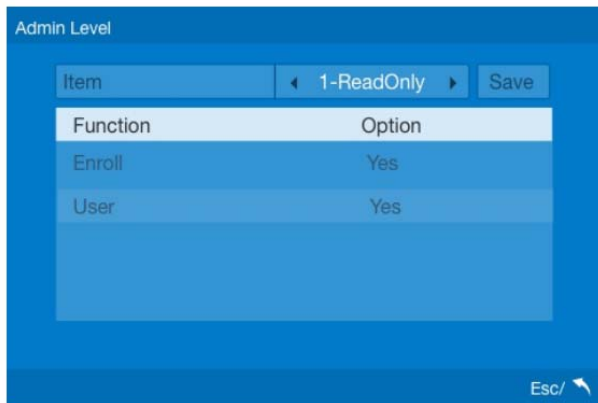 Admin Level
Item 1-ReadOnly Save
Function Option
Enroll Yes
User Yes
Esc/